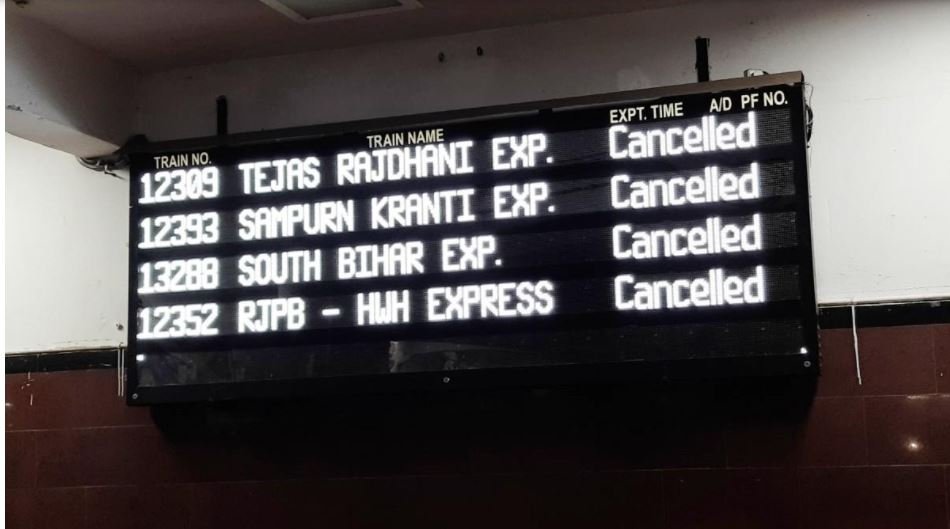 TRAIN NO. TRAIN NAME EXPT. TIME A/D PF NO.
12309 TEJAS RAJDHANI EXP. Cancelled
12393 SAMPURN KRANTI EXP. Cancelled
13288 SOUTH BIHAR EXP. Cancelled
12352 RJPB - HWH EXPRESS Cancelled